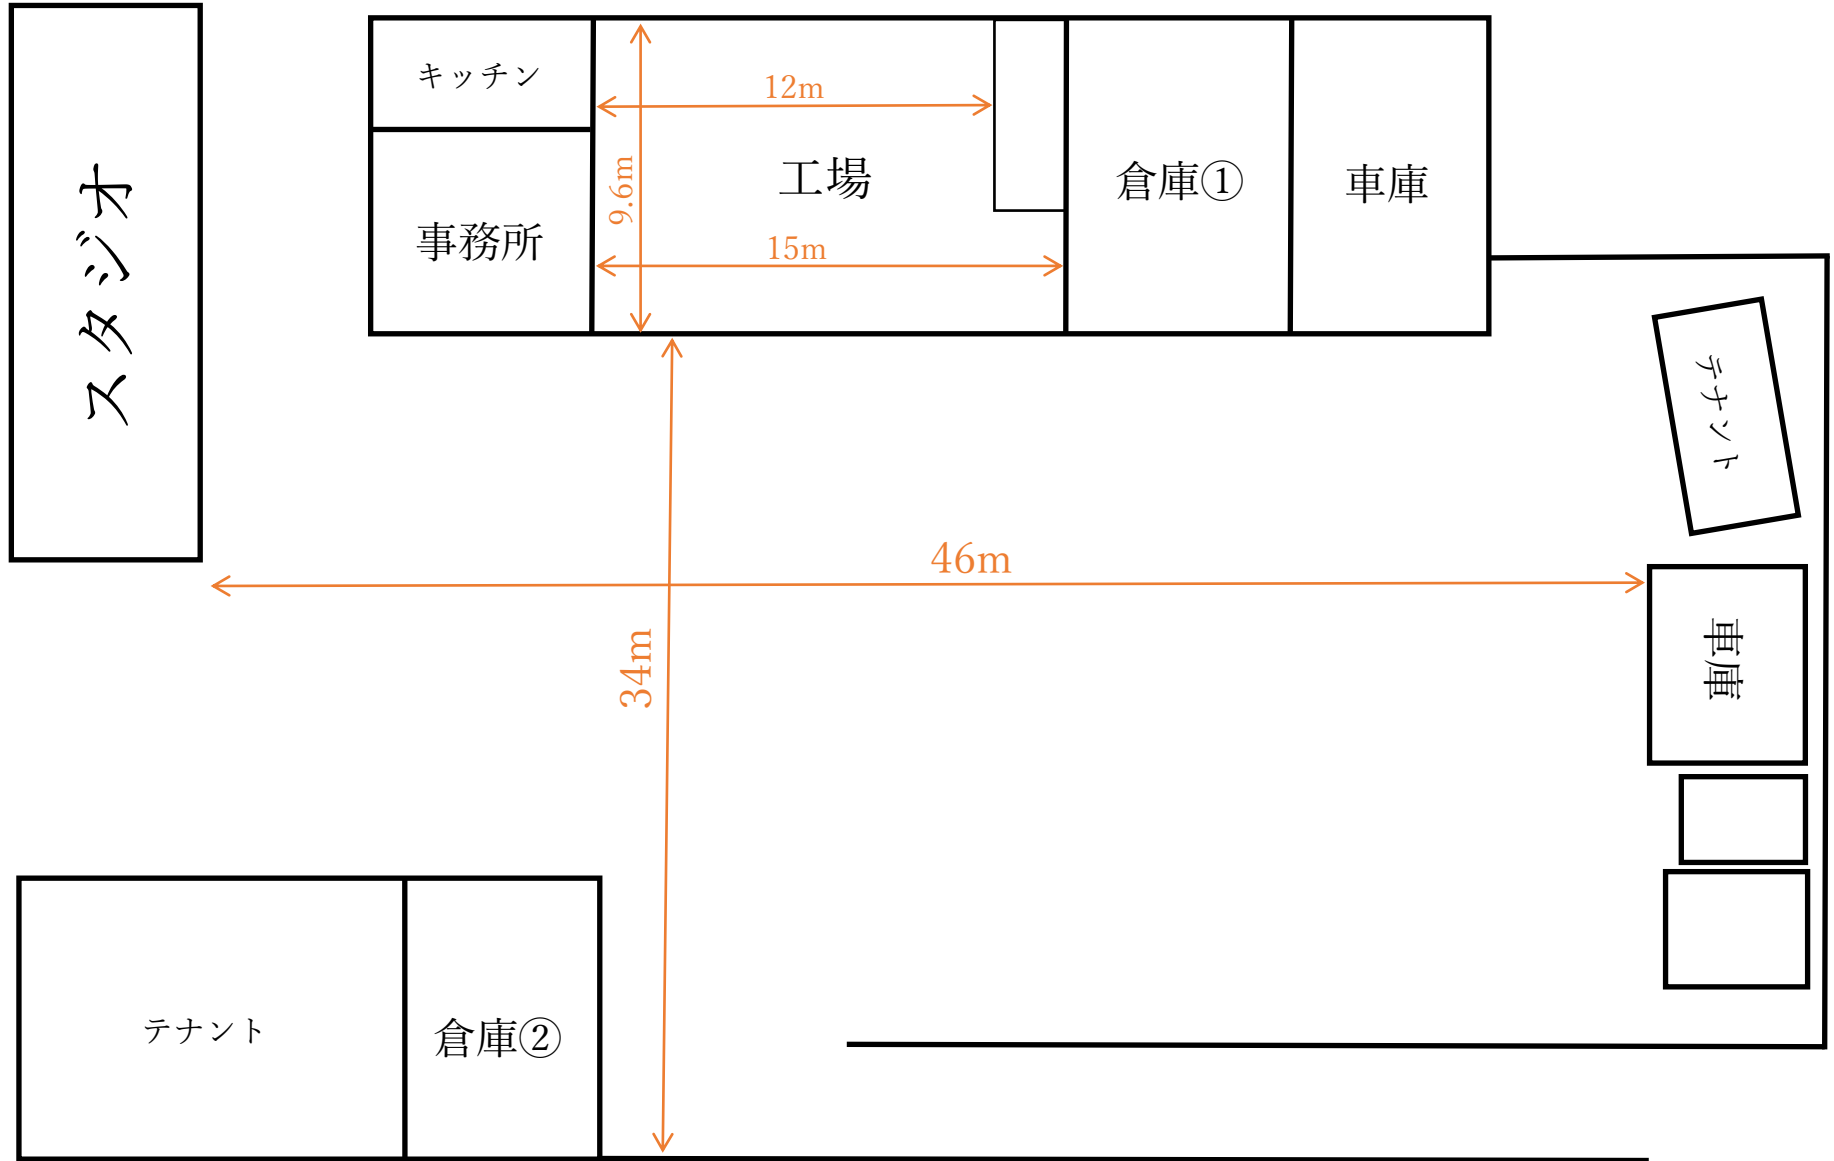 スタジオ
キッチン
事務所
9.6m
12m
工場
15m
倉庫①
車庫
テナント
46m
34m
車庫
テナント
倉庫②